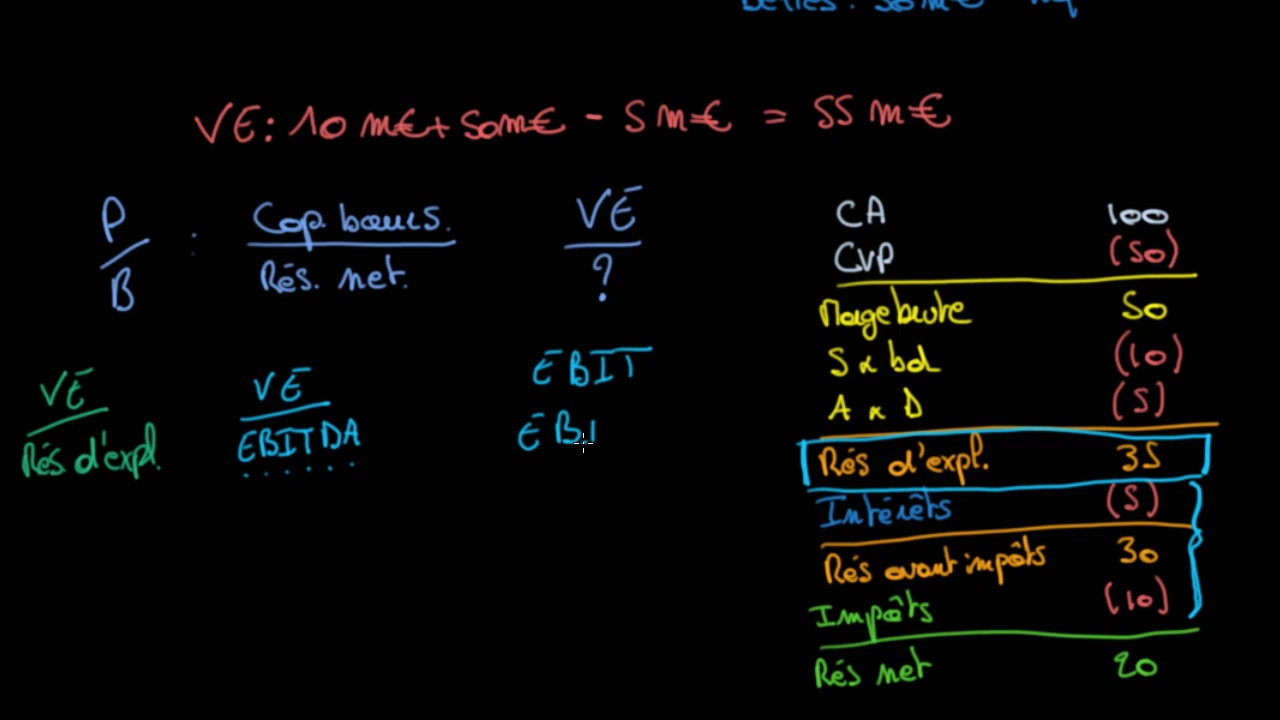 Dettes : 50 m€
VE : 10 m€ + 50 m€ - 5 m€ = 55 m€
P / B : Cap. bours. / Rés. net. VE / ?
VE / Rés d'expl. VE / EBITDA EBIT
EBI
CA 100
CVP (50)
Marge brute 50
S & bd (10)
A & D (5)
Rés d'expl. 35
Intérêts (5)
Rés avant impôts 30
Impôts (10)
Rés net 20